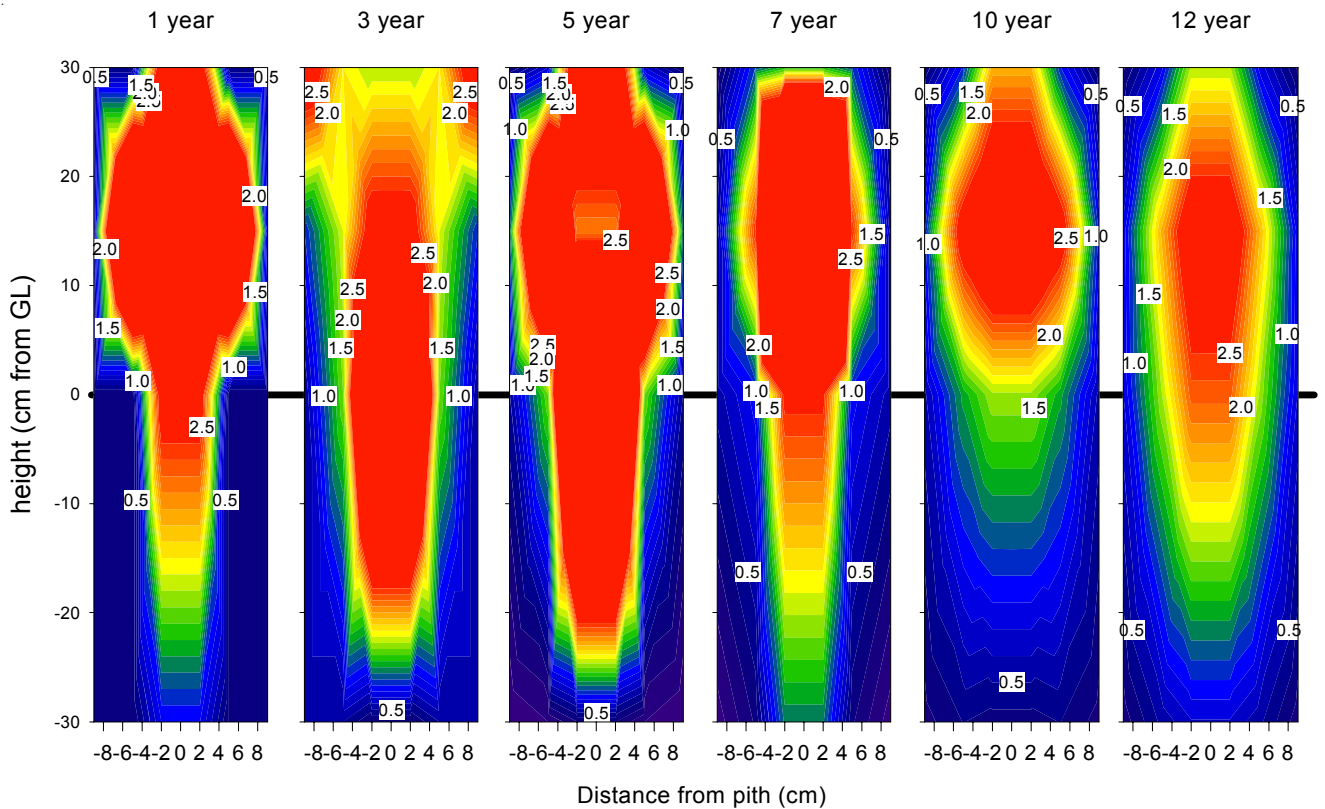 1 year 3 year 5 year 7 year 10 year 12 year
height (cm from GL)
30
20
10
0
-10
-20
-30
0.5 1.5 2.0 2.5 0.5 2.0 2.0 1.5 1.5 1.0 1.0 2.5 0.5 0.5
2.5 2.5 2.0 2.0 2.5 2.5 2.0 2.0 1.5 1.5 1.0 1.0 0.5
0.5 1.5 2.0 2.5 0.5 1.0 1.0 2.5 2.5 2.0 2.5 2.0 1.5 1.5 1.0 1.0 0.5
2.0 0.5 0.5 1.5 2.5 2.0 1.0 1.0 1.5 0.5 0.5
0.5 1.5 0.5 2.0 1.0 2.5 1.0 2.0 1.5 0.5
0.5 1.5 0.5 2.0 1.5 1.5 1.0 1.0 2.5 2.0 0.5 0.5
-8-6-4-2 0 2 4 6 8 -8-6-4-2 0 2 4 6 8 -8-6-4-2 0 2 4 6 8 -8-6-4-2 0 2 4 6 8 -8-6-4-2 0 2 4 6 8 -8-6-4-2 0 2 4 6 8
Distance from pith (cm)